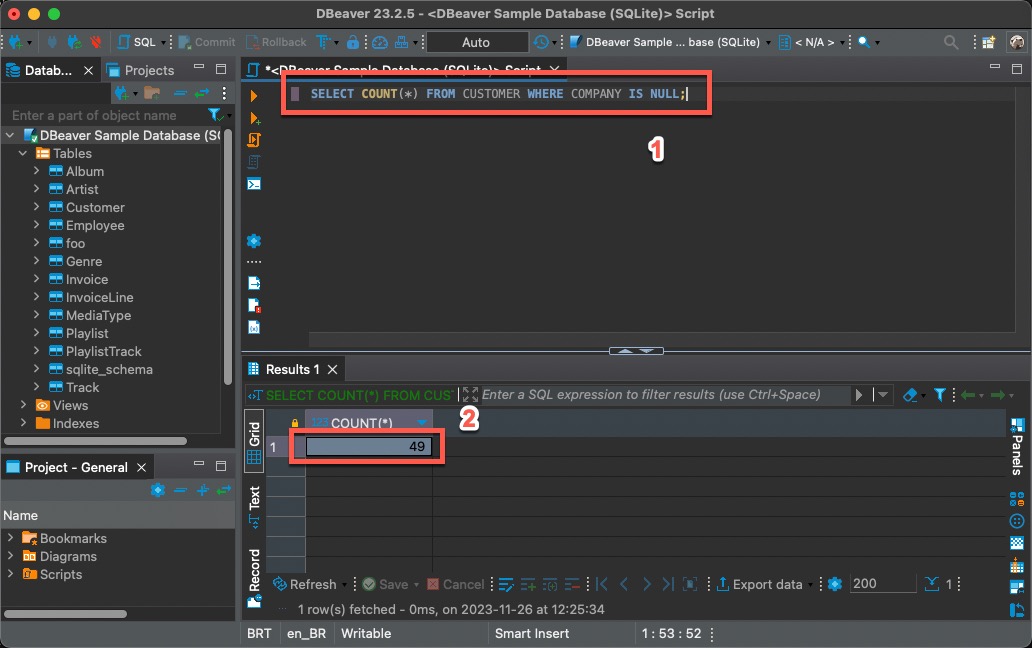 DBeaver 23.2.5 - <DBeaver Sample Database (SQLite)> Script
SQL Commit Rollback Auto DBeaver Sample ... base (SQLite) < N/A >
Datab... Projects
*<DBeaver Sample Database (SQLite)> Script
Enter a part of object name
DBeaver Sample Database (SQ
Tables
Album
Artist
Customer
Employee
foo
Genre
Invoice
InvoiceLine
MediaType
Playlist
PlaylistTrack
sqlite_schema
Track
Views
Indexes
SELECT COUNT(*) FROM CUSTOMER WHERE COMPANY IS NULL;
1
Project - General
Name
Bookmarks
Diagrams
Scripts
Results 1
SELECT COUNT(*) FROM CUST Enter a SQL expression to filter results (use Ctrl+Space)
2
Grid
Text
Record
123 COUNT(*)
1 49
Panels
Refresh Save Cancel Export data 200 1
1 row(s) fetched - 0ms, on 2023-11-26 at 12:25:34
BRT en_BR Writable Smart Insert 1 : 53 : 52